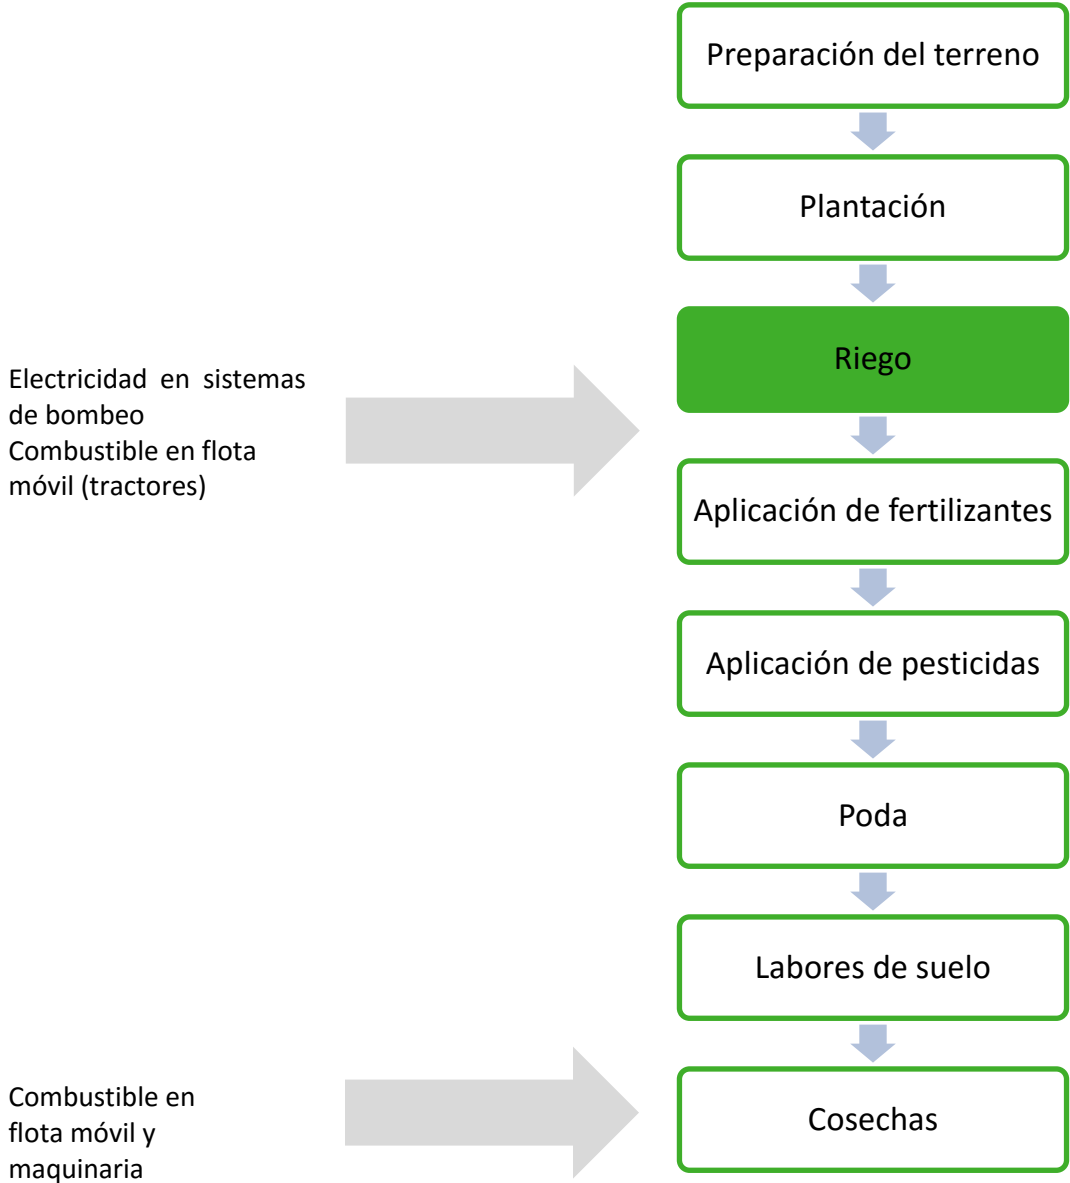 Preparación del terreno
Plantación
Riego
Electricidad en sistemas
de bombeo
Combustible en flota
móvil (tractores)
Aplicación de fertilizantes
Aplicación de pesticidas
Poda
Labores de suelo
Cosechas
Combustible en
flota móvil y
maquinaria